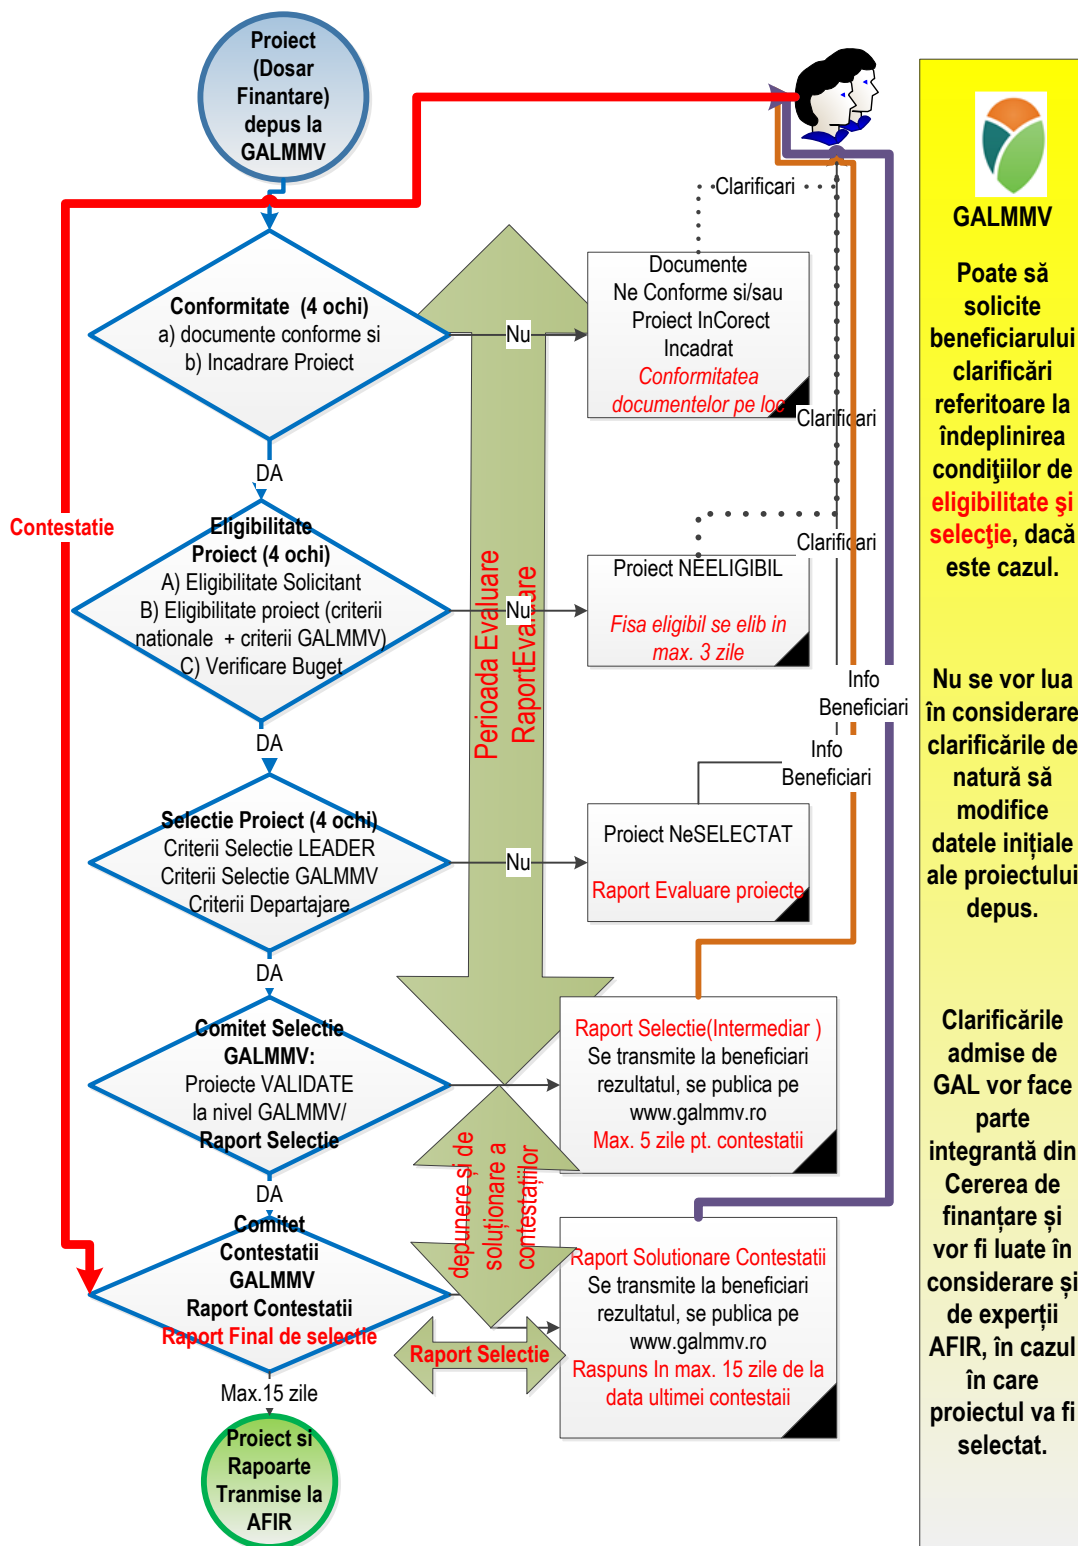 Proiect
(Dosar
Finantare)
depus la
GALMMV
Clarificari
Conformitate (4 ochi)
a) documente conforme si
b) Incadrare Proiect
Nu
Documente
Ne Conforme si/sau
Proiect InCorect
Incadrat
Conformitatea
documentelor pe loc
Clarificari
DA
Contestatie
Eligibilitate
Proiect (4 ochi)
A) Eligibilitate Solicitant
B) Eligibilitate proiect (criterii
nationale + criterii GALMMV)
C) Verificare Buget
Nu
Clarificari
Proiect NEELIGIBIL
Fisa eligibil se elib in
max. 3 zile
Perioada Evaluare
RaportEvaluare
Info
Beneficiari
DA
Info
Beneficiari
Selectie Proiect (4 ochi)
Criterii Selectie LEADER
Criterii Selectie GALMMV
Criterii Departajare
Nu
Proiect NeSELECTAT
Raport Evaluare proiecte
DA
Comitet Selectie
GALMMV:
Proiecte VALIDATE
la nivel GALMMV/
Raport Selectie
Raport Selectie(Intermediar )
Se transmite la beneficiari
rezultatul, se publica pe
www.galmmv.ro
Max. 5 zile pt. contestatii
depunere și de
soluționare a
contestațiilor
DA
Comitet
Contestatii
GALMMV
Raport Contestatii
Raport Final de selectie
Raport Selectie
Raport Solutionare Contestatii
Se transmite la beneficiari
rezultatul, se publica pe
www.galmmv.ro
Raspuns In max. 15 zile de la
data ultimei contestaii
Max.15 zile
Proiect si
Rapoarte
Tranmise la
AFIR
GALMMV
Poate să
solicite
beneficiarului
clarificări
referitoare la
îndeplinirea
condiţiilor de
eligibilitate şi
selecţie, dacă
este cazul.
Nu se vor lua
în considerare
clarificările de
natură să
modifice
datele inițiale
ale proiectului
depus.
Clarificările
admise de
GAL vor face
parte
integrantă din
Cererea de
finanțare și
vor fi luate în
considerare și
de experții
AFIR, în cazul
în care
proiectul va fi
selectat.